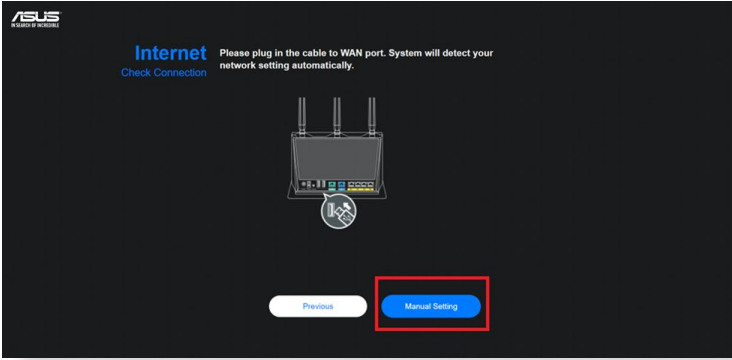 ASUS
IN SEARCH OF INCREDIBLE
Internet
Check Connection
Please plug in the cable to WAN port. System will detect your
network setting automatically.
Previous
Manual Setting